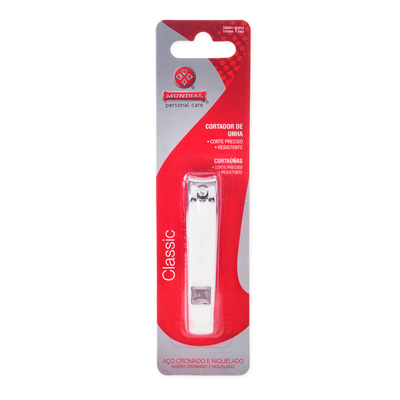 MUNDIAL
personal care
CORTADOR DE
UNHA
• CORTE PRECISO
• RESISTENTE
CORTAÚÑAS
• CORTE PRECISO
• RESISTENTE
Classic
AÇO CROMADO E NIQUELADO
ACERO CROMADO Y NIQUELADO